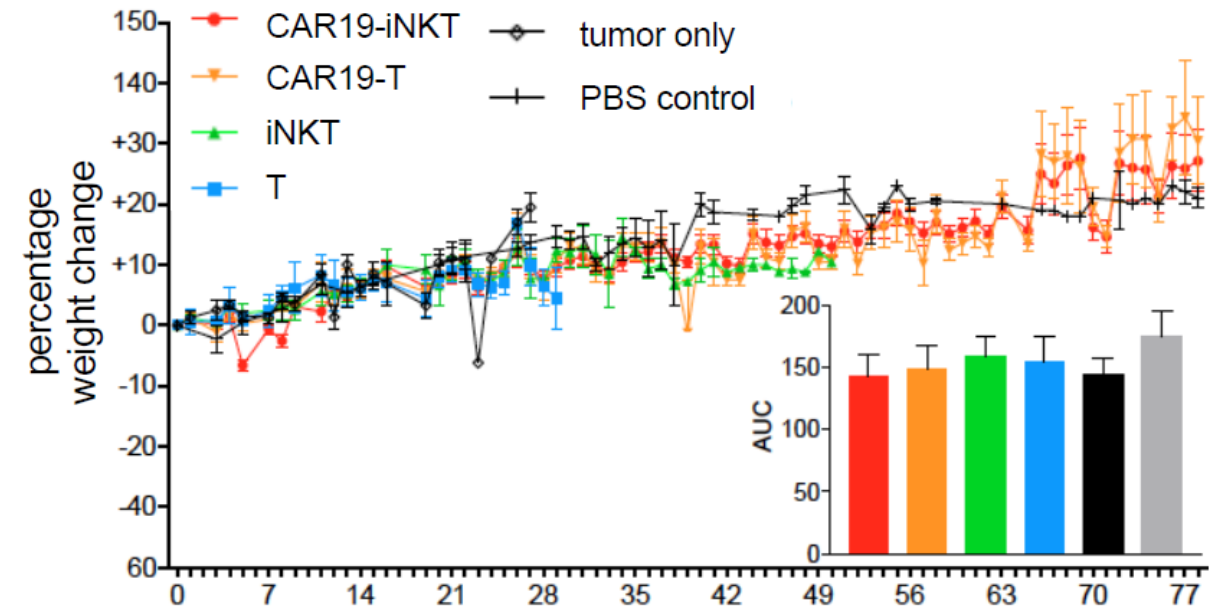 150
140
+30
+20
+10
0
-10
-20
-40
60
percentage
weight change
CAR19-iNKT
CAR19-T
iNKT
T
tumor only
PBS control
0 7 14 21 28 35 42 49 56 63 70 77
200
150
100
50
0
AUC